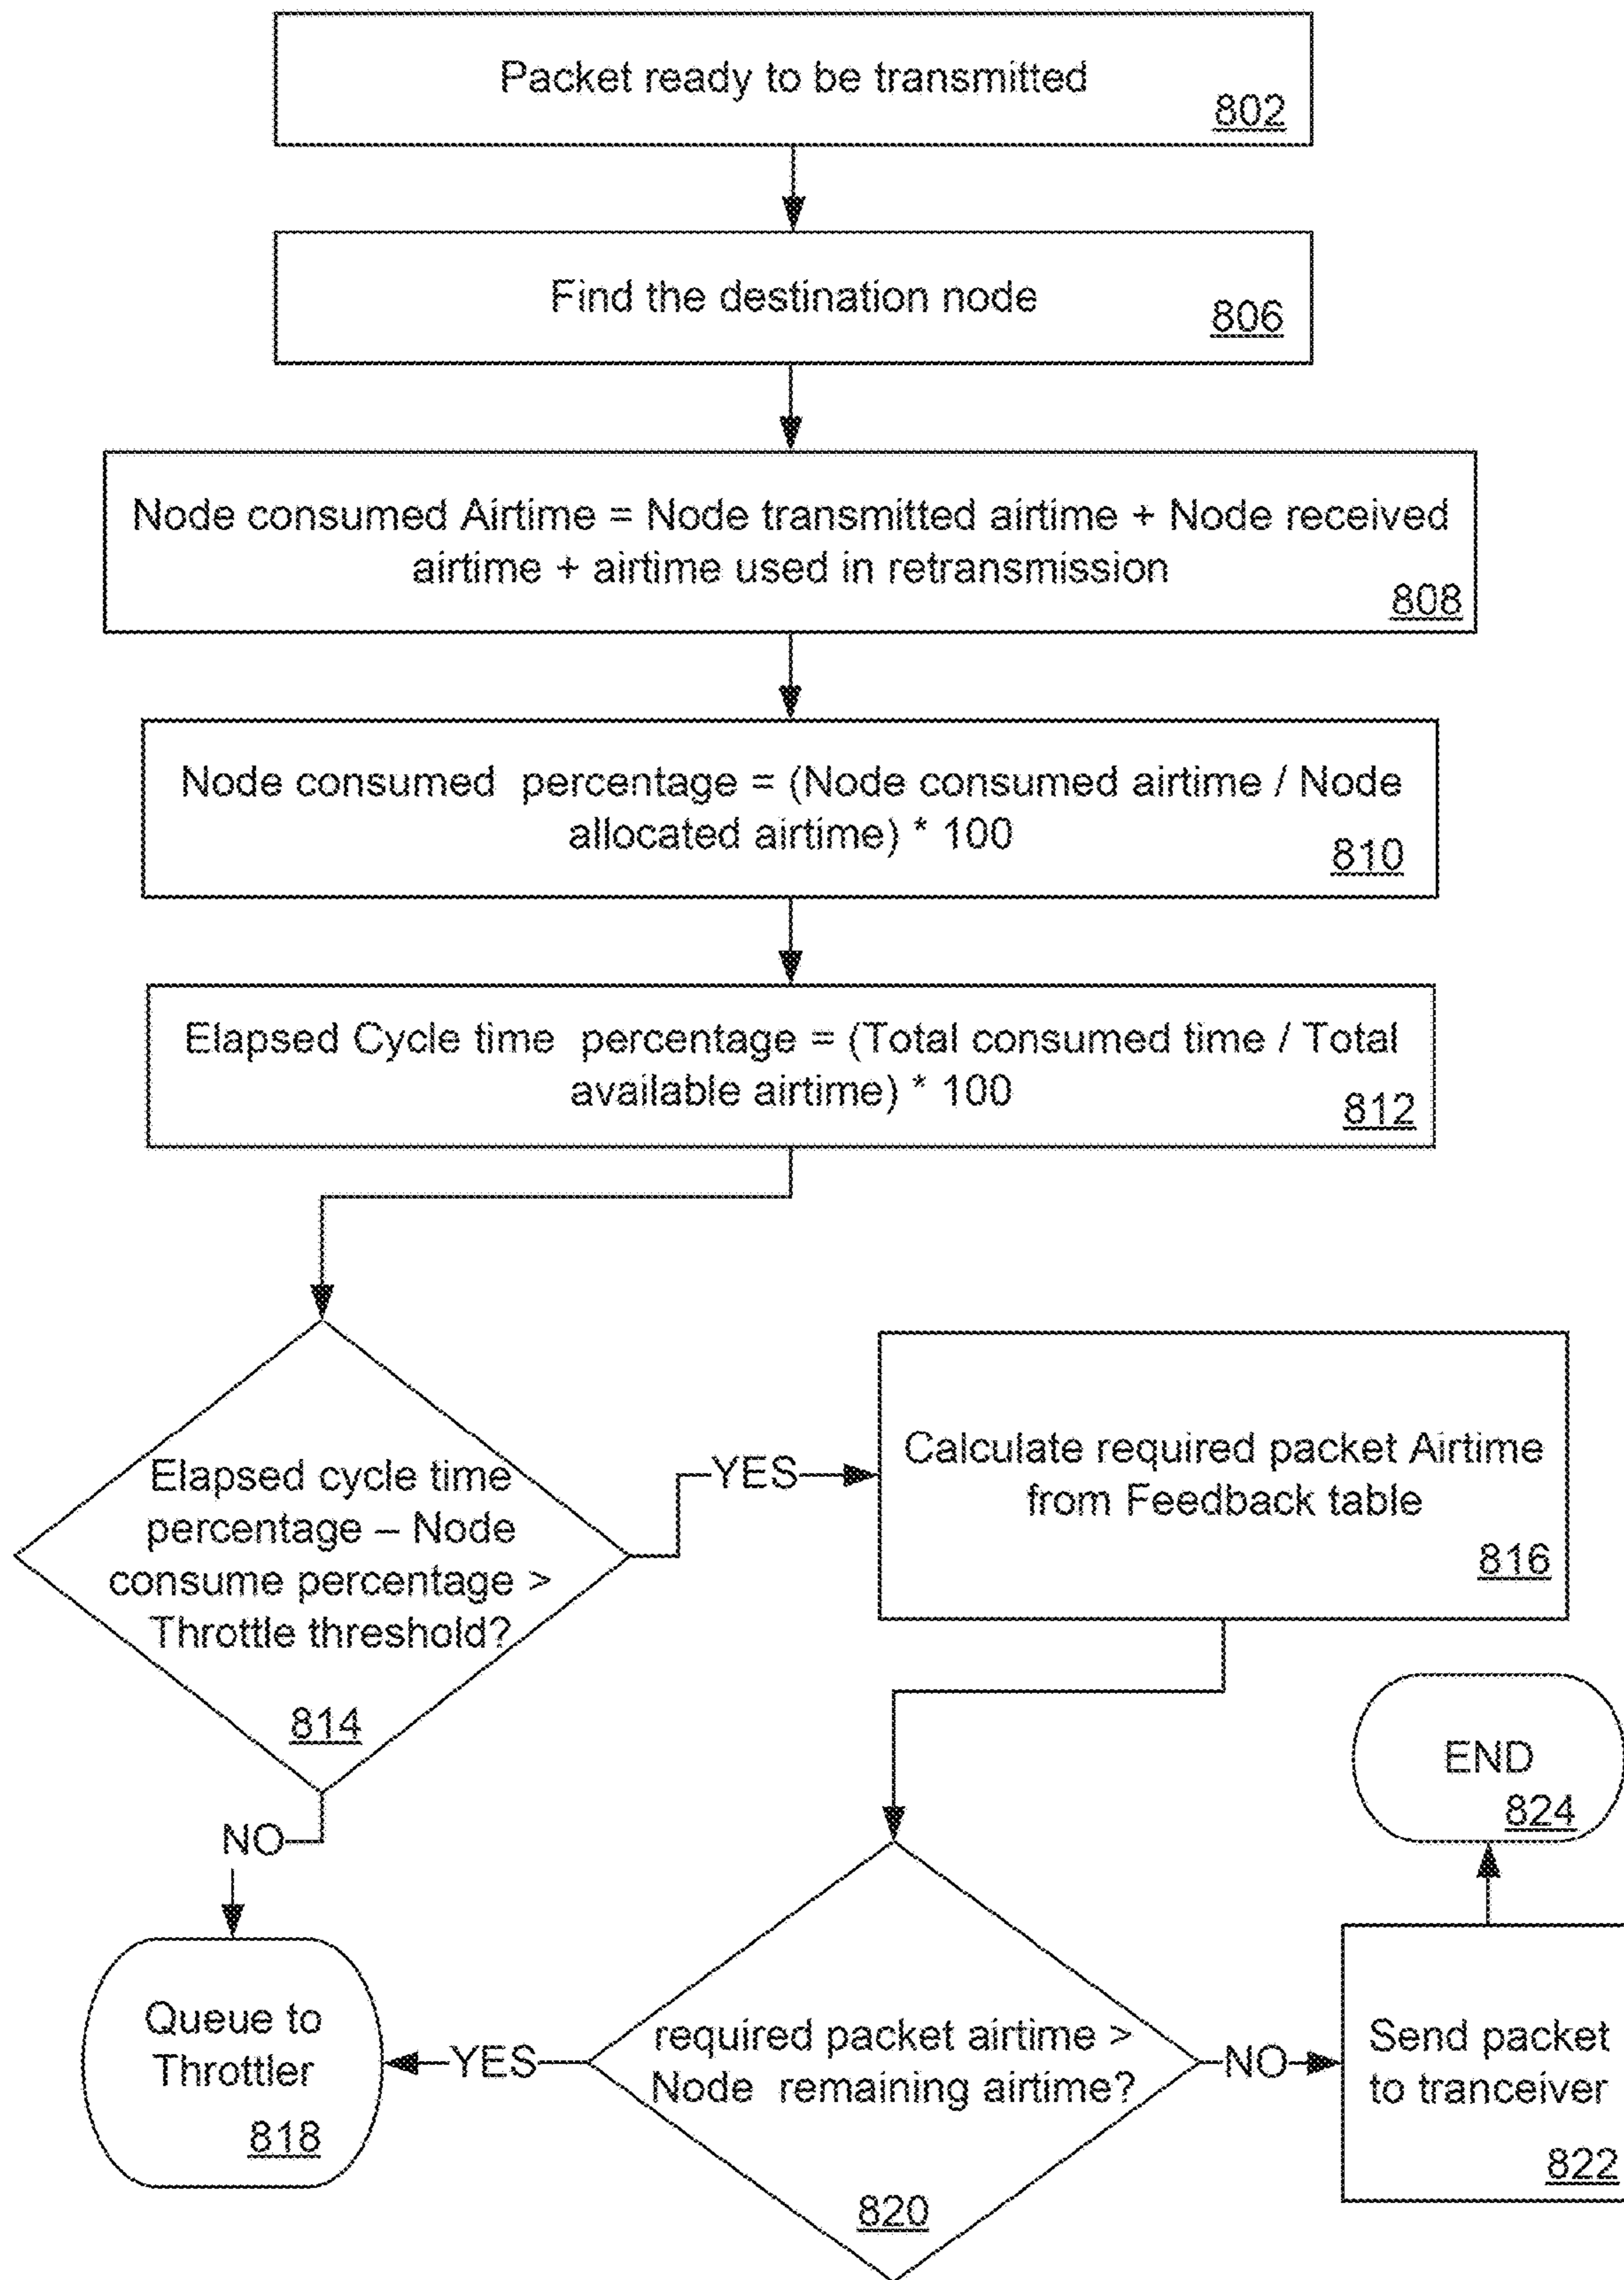 Packet ready to be transmitted
802
Find the destination node
806
Node consumed Airtime = Node transmitted airtime + Node received
airtime + airtime used in retransmission
808
Node consumed percentage = (Node consumed airtime / Node
allocated airtime) * 100
810
Elapsed Cycle time percentage = (Total consumed time / Total
available airtime) * 100
812
Elapsed cycle time
percentage – Node
consume percentage >
Throttle threshold?
814
YES
Calculate required packet Airtime
from Feedback table
816
NO
Queue to
Throttler
818
YES
required packet airtime >
Node remaining airtime?
820
NO
Send packet
to tranceiver
822
END
824